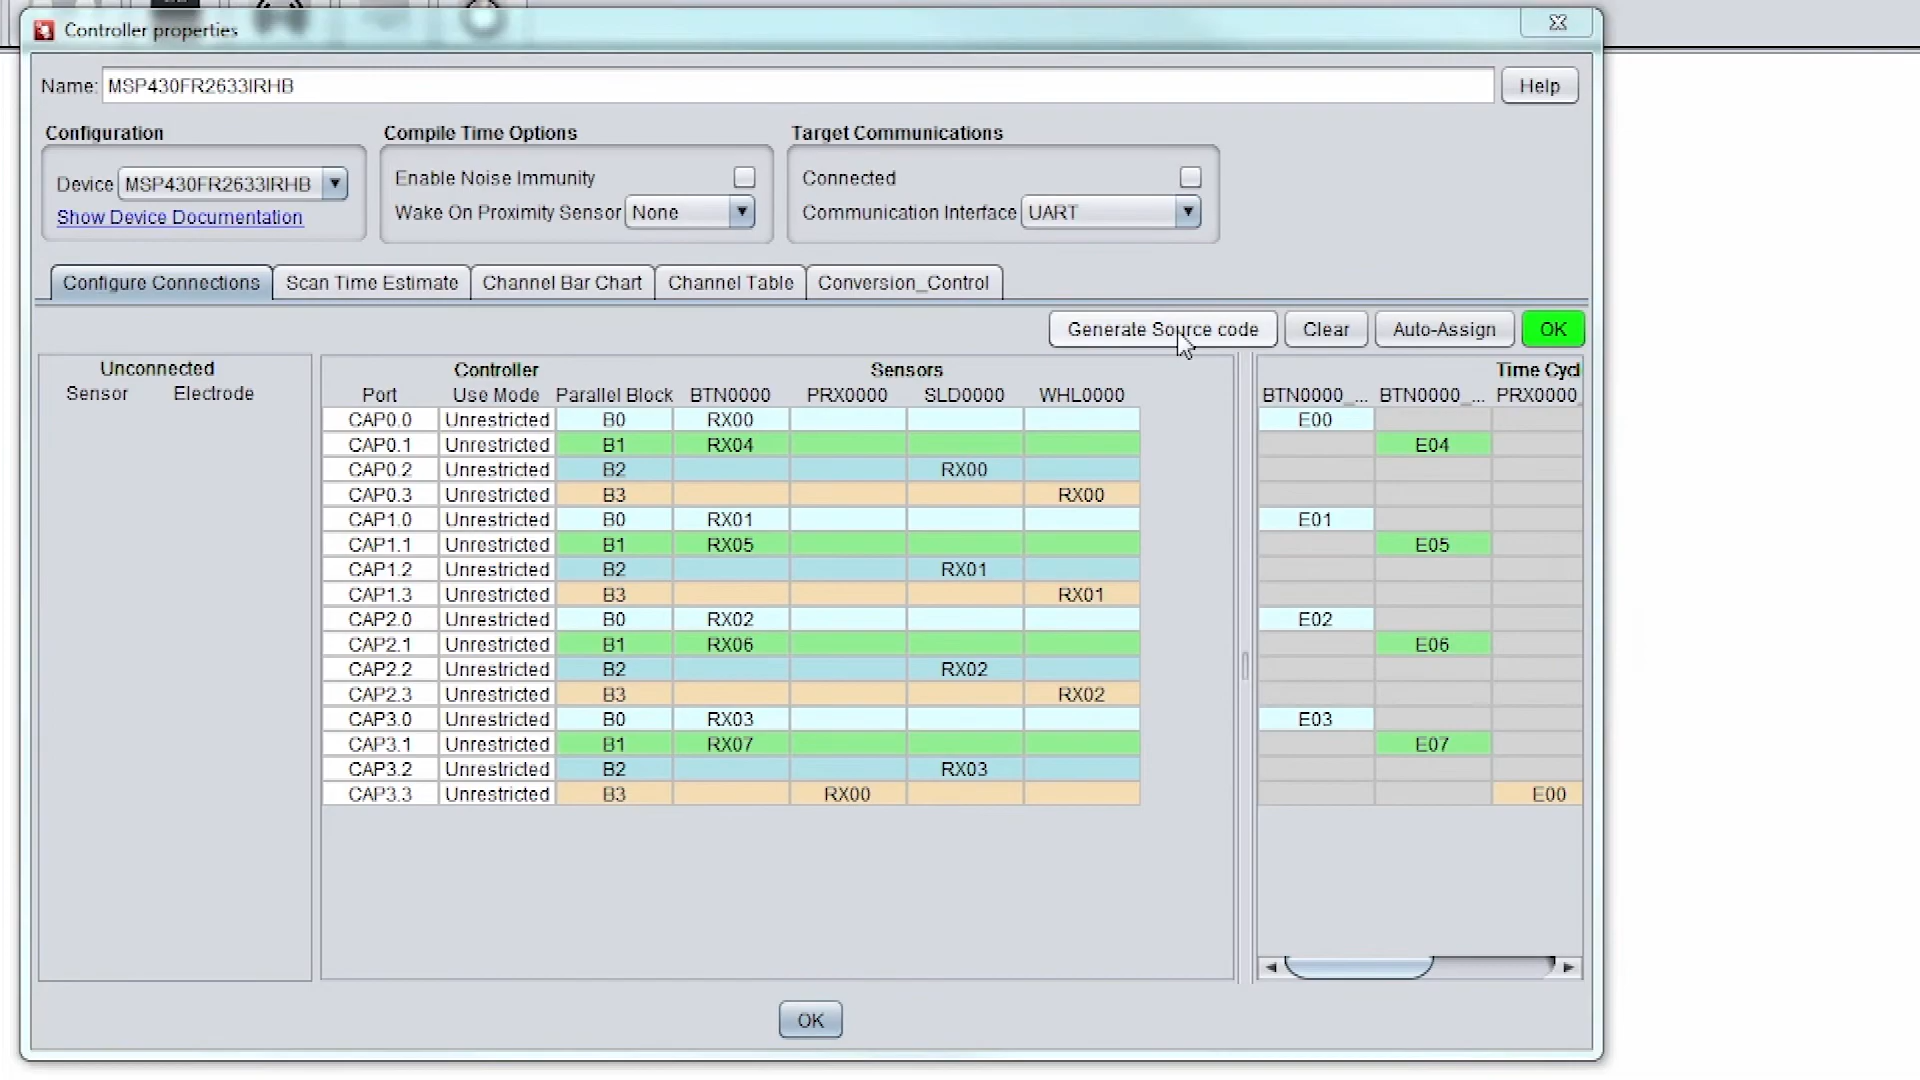 Controller properties
Name: MSP430FR2633IRHB Help
Configuration Compile Time Options Target Communications
Device MSP430FR2633IRHB Enable Noise Immunity Connected
Show Device Documentation Wake On Proximity Sensor None Communication Interface UART
Configure Connections Scan Time Estimate Channel Bar Chart Channel Table Conversion_Control
Generate Source code Clear Auto-Assign OK
Unconnected Controller Sensors Time Cycl
Sensor Electrode Port Use Mode Parallel Block BTN0000 PRX0000 SLD0000 WHL0000 BTN0000_... BTN0000_... PRX0000_
CAP0.0 Unrestricted B0 RX00 E00
CAP0.1 Unrestricted B1 RX04 E04
CAP0.2 Unrestricted B2 RX00
CAP0.3 Unrestricted B3 RX00
CAP1.0 Unrestricted B0 RX01 E01
CAP1.1 Unrestricted B1 RX05 E05
CAP1.2 Unrestricted B2 RX01
CAP1.3 Unrestricted B3 RX01
CAP2.0 Unrestricted B0 RX02 E02
CAP2.1 Unrestricted B1 RX06 E06
CAP2.2 Unrestricted B2 RX02
CAP2.3 Unrestricted B3 RX02
CAP3.0 Unrestricted B0 RX03 E03
CAP3.1 Unrestricted B1 RX07 E07
CAP3.2 Unrestricted B2 RX03
CAP3.3 Unrestricted B3 RX00 E00
OK